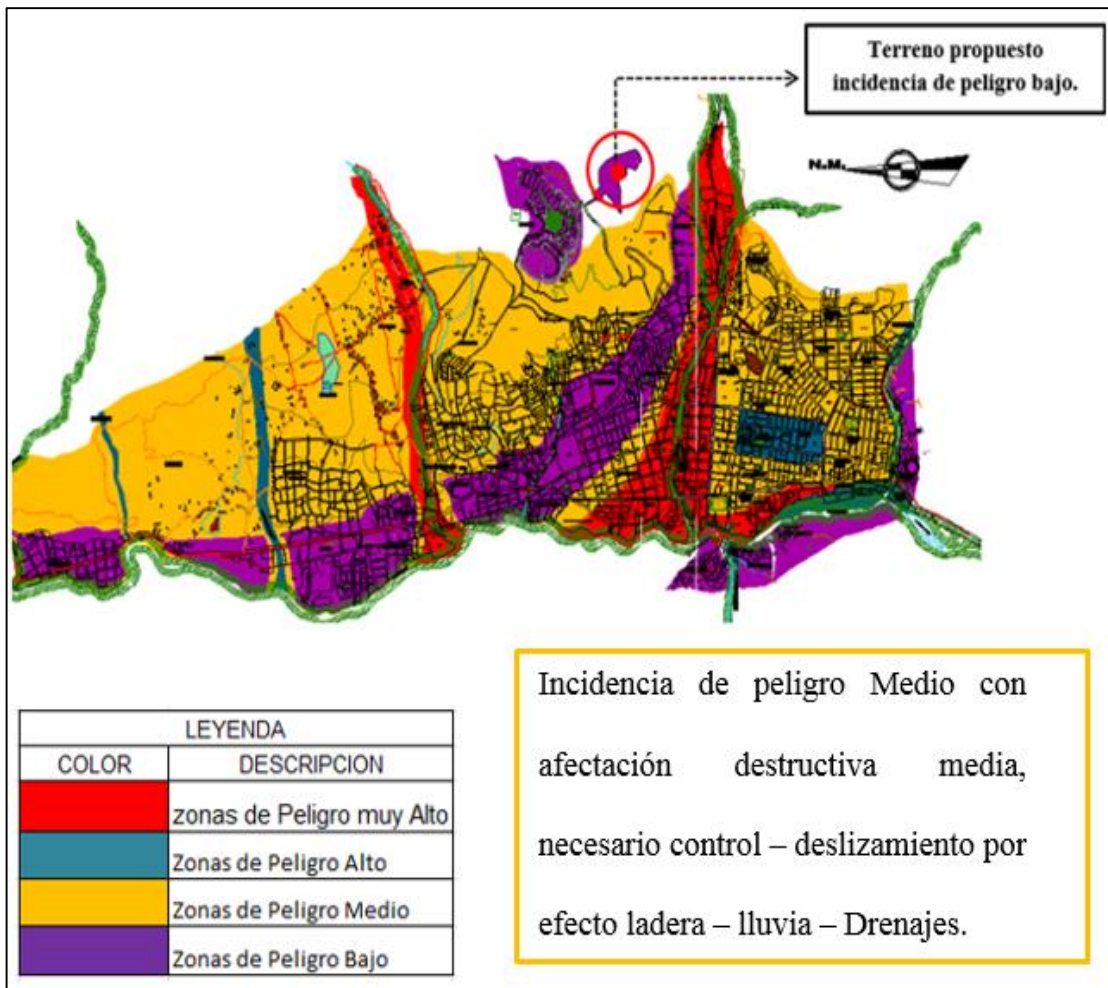 Terreno propuesto
incidencia de peligro bajo.
N.M.
Incidencia de peligro Medio con
afectación destructiva media,
necesario control – deslizamiento por
efecto ladera – lluvia – Drenajes.
LEYENDA
COLOR DESCRIPCION
zonas de Peligro muy Alto
Zonas de Peligro Alto
Zonas de Peligro Medio
Zonas de Peligro Bajo